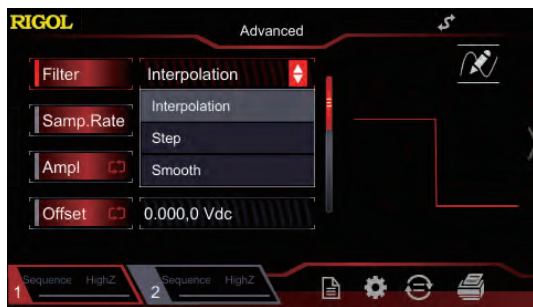 RIGOL
Advanced
Filter
Interpolation
Interpolation
Samp.Rate
Step
Ampl
Smooth
Offset
0.000,0 Vdc
1 Sequence HighZ
2 Sequence HighZ